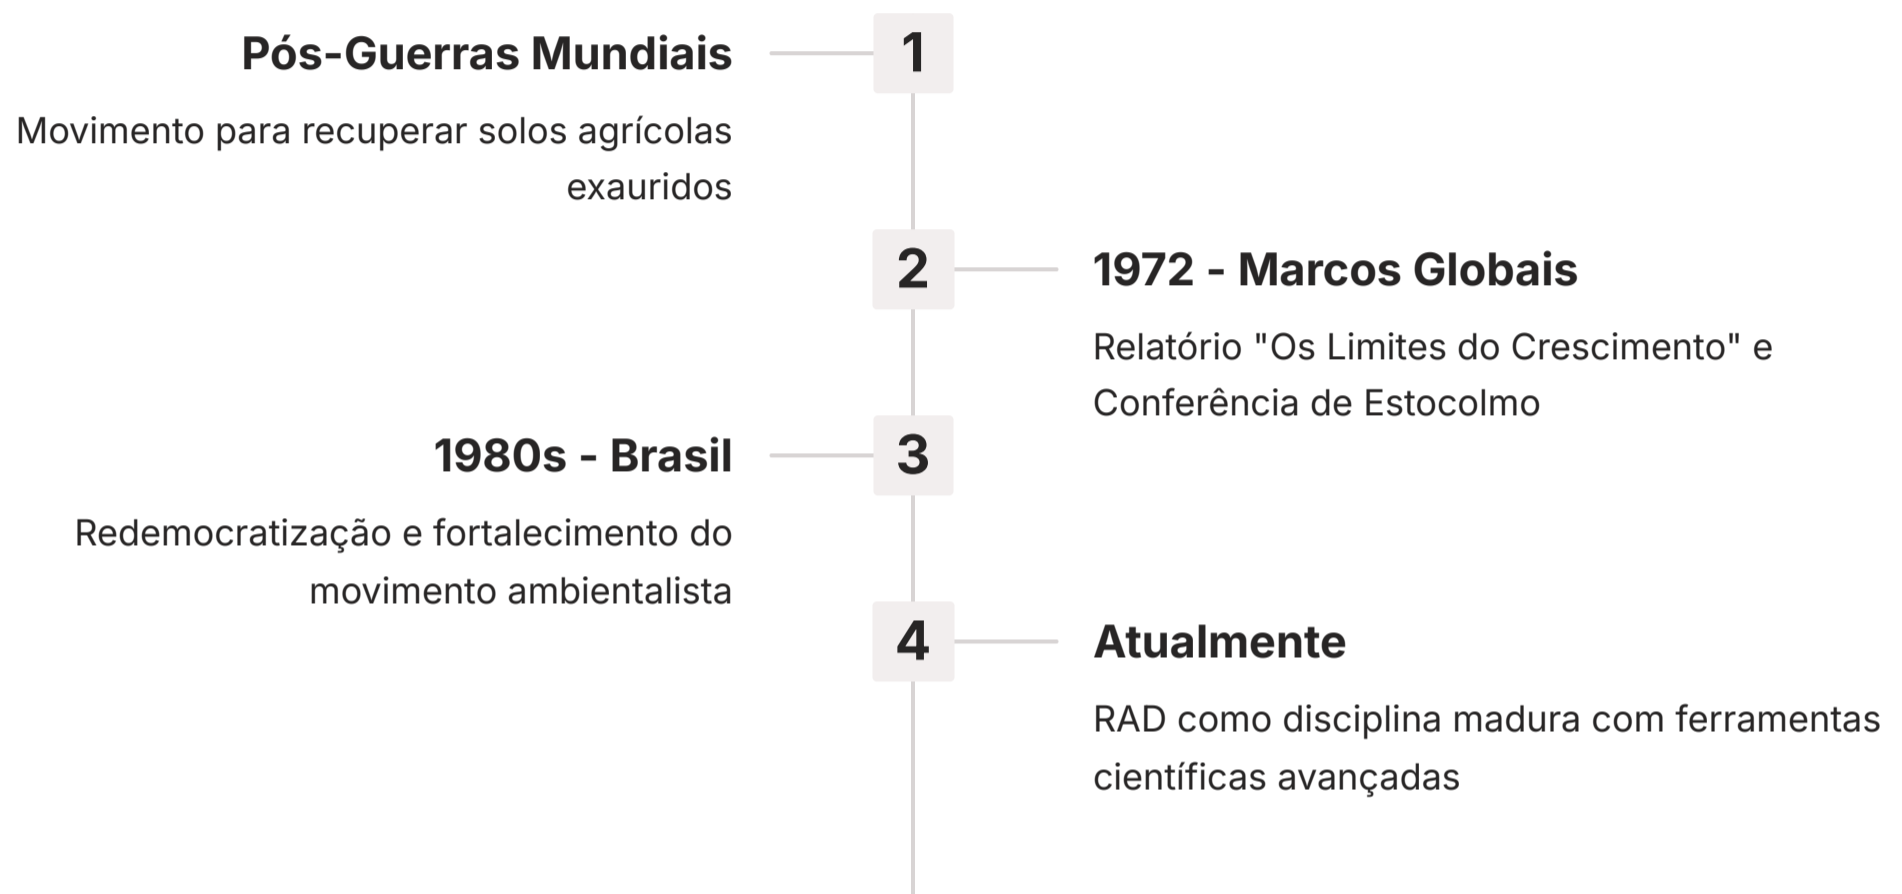 Pós-Guerras Mundiais
1
Movimento para recuperar solos agrícolas
exauridos
2
1972 - Marcos Globais
Relatório "Os Limites do Crescimento" e
Conferência de Estocolmo
1980s - Brasil
3
Redemocratização e fortalecimento do
movimento ambientalista
4
Atualmente
RAD como disciplina madura com ferramentas
científicas avançadas